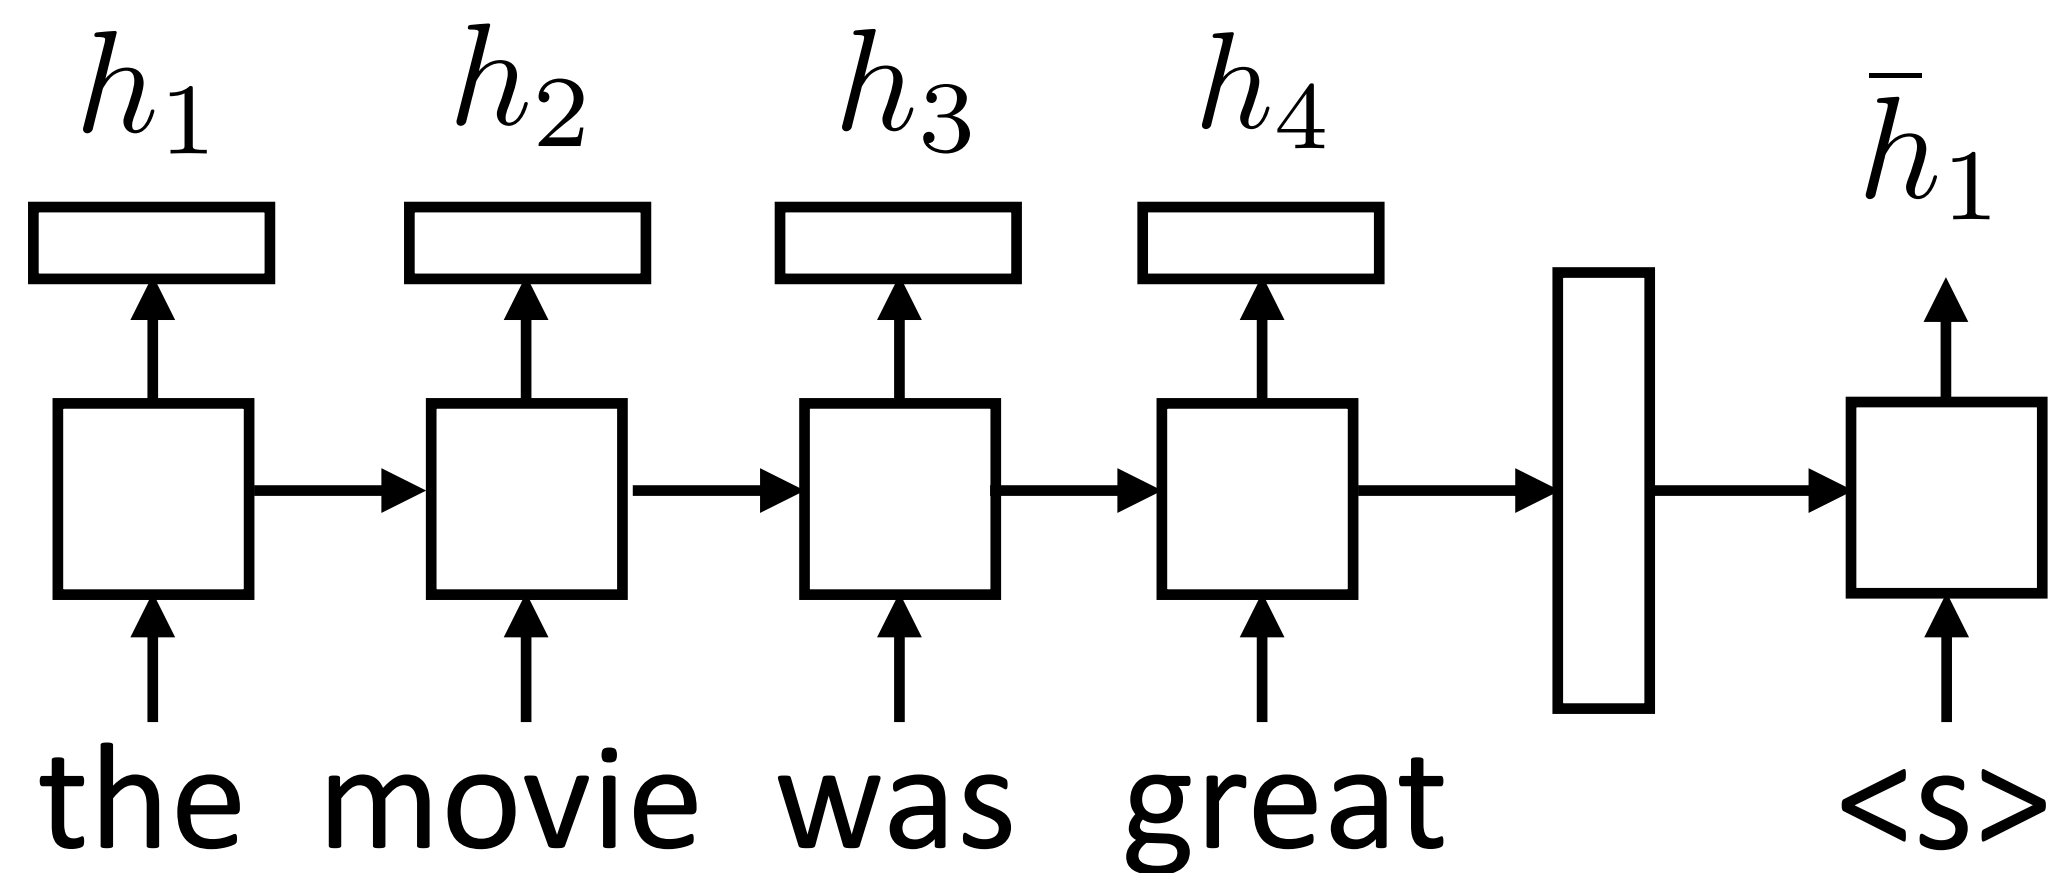 h₁ h₂ h₃ h₄ h̄₁
the movie was great <s>